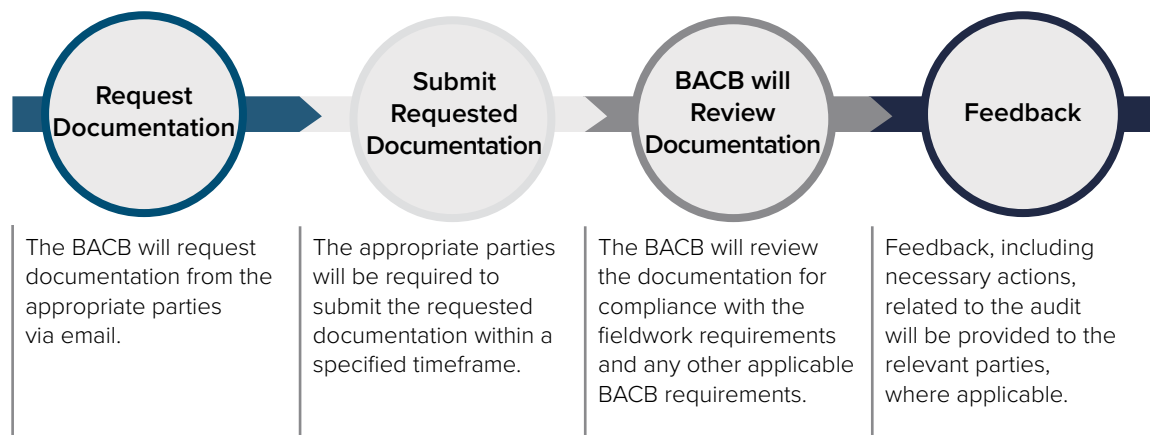 Request
Documentation
Submit
Requested
Documentation
BACB will
Review
Documentation
Feedback
The BACB will request
documentation from the
appropriate parties
via email.
The appropriate parties
will be required to
submit the requested
documentation within a
specified timeframe.
The BACB will review
the documentation for
compliance with the
fieldwork requirements
and any other applicable
BACB requirements.
Feedback, including
necessary actions,
related to the audit
will be provided to the
relevant parties,
where applicable.